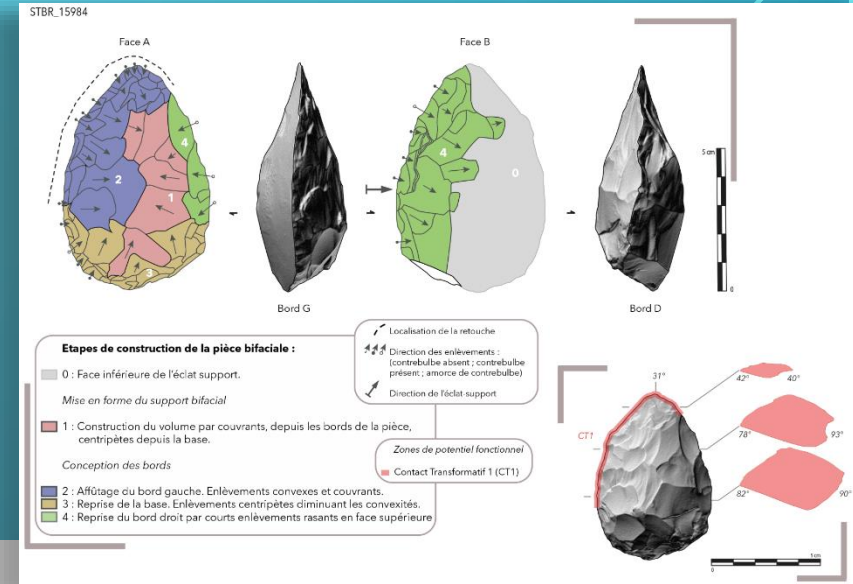 STBR_15984
Face A
Face B
4
2
1
3
4
0
5 cm
0
Bord G
Bord D
Etapes de construction de la pièce bifaciale :
0 : Face inférieure de l'éclat support.
Mise en forme du support bifacial
1 : Construction du volume par couvrants, depuis les bords de la pièce,
centripètes depuis la base.
Conception des bords
2 : Affûtage du bord gauche. Enlèvements convexes et couvrants.
3 : Reprise de la base. Enlèvements centripètes diminuant les convexités.
4 : Reprise du bord droit par courts enlèvements rasants en face supérieure
Localisation de la retouche
Direction des enlèvements :
(contrebulbe absent ; contrebulbe
présent ; amorce de contrebulbe)
Direction de l'éclat-support
Zones de potentiel fonctionnel
Contact Transformatif 1 (CT1)
31°
CT1
42°
40°
78°
93°
82°
90°
0
5 cm